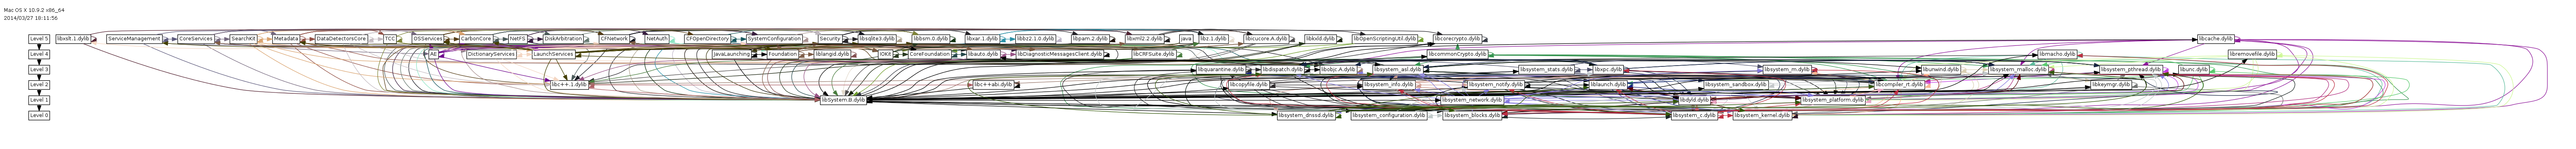 Mac OS X 10.9.2 x86_64
2014/03/27 18:11:56
Level 5 libxslt.1.dylib ServiceManagement CoreServices SearchKit Metadata DataDetectorsCore TCC OSServices CarbonCore NetFS DiskArbitration CFNetwork NetAuth CFOpenDirectory SystemConfiguration Security libsqlite3.dylib libbsm.0.dylib libxar.1.dylib libbz2.1.0.dylib libpam.2.dylib libxml2.2.dylib java libz.1.dylib libcucore.A.dylib libkxld.dylib libOpenScriptingUtil.dylib libcorecrypto.dylib libcache.dylib
Level 4 AE DictionaryServices LaunchServices JavaLaunching Foundation liblangid.dylib IOKit CoreFoundation libauto.dylib libDiagnosticMessagesClient.dylib libCRFSuite.dylib libcommonCrypto.dylib libmacho.dylib libremovefile.dylib
Level 3 libquarantine.dylib libdispatch.dylib libobjc.A.dylib libsystem_asl.dylib libsystem_stats.dylib libxpc.dylib libsystem_m.dylib libunwind.dylib libsystem_malloc.dylib libsystem_pthread.dylib libunc.dylib
Level 2 libc++.1.dylib libc++abi.dylib libcopyfile.dylib libsystem_info.dylib libsystem_notify.dylib liblaunch.dylib libsystem_sandbox.dylib libcompiler_rt.dylib libkeymgr.dylib
Level 1 libSystem.B.dylib libsystem_network.dylib libdyld.dylib libsystem_platform.dylib
Level 0 libsystem_dnssd.dylib libsystem_configuration.dylib libsystem_blocks.dylib libsystem_c.dylib libsystem_kernel.dylib